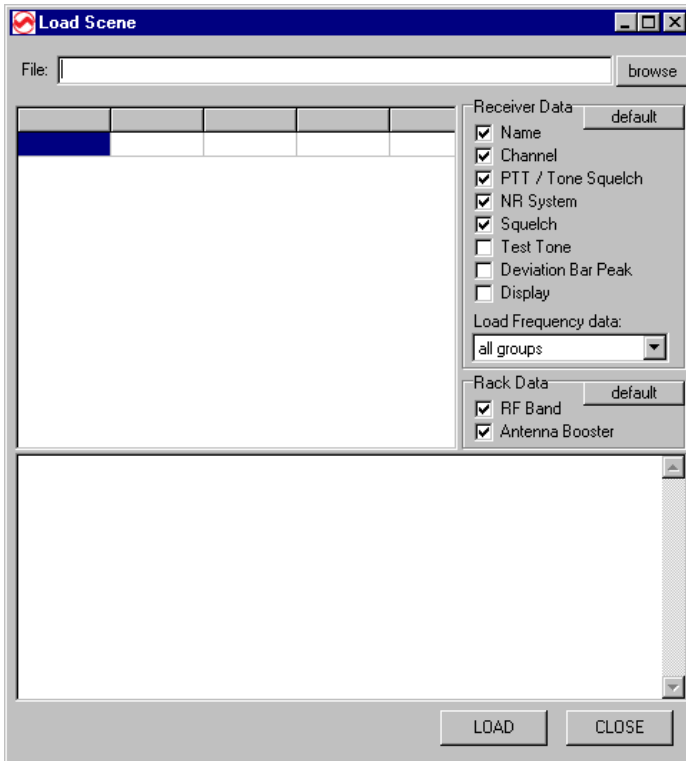 Load Scene
File:
browse
Receiver Data
default
Name
Channel
PTT / Tone Squelch
NR System
Squelch
Test Tone
Deviation Bar Peak
Display
Load Frequency data:
all groups
Rack Data
default
RF Band
Antenna Booster
LOAD
CLOSE